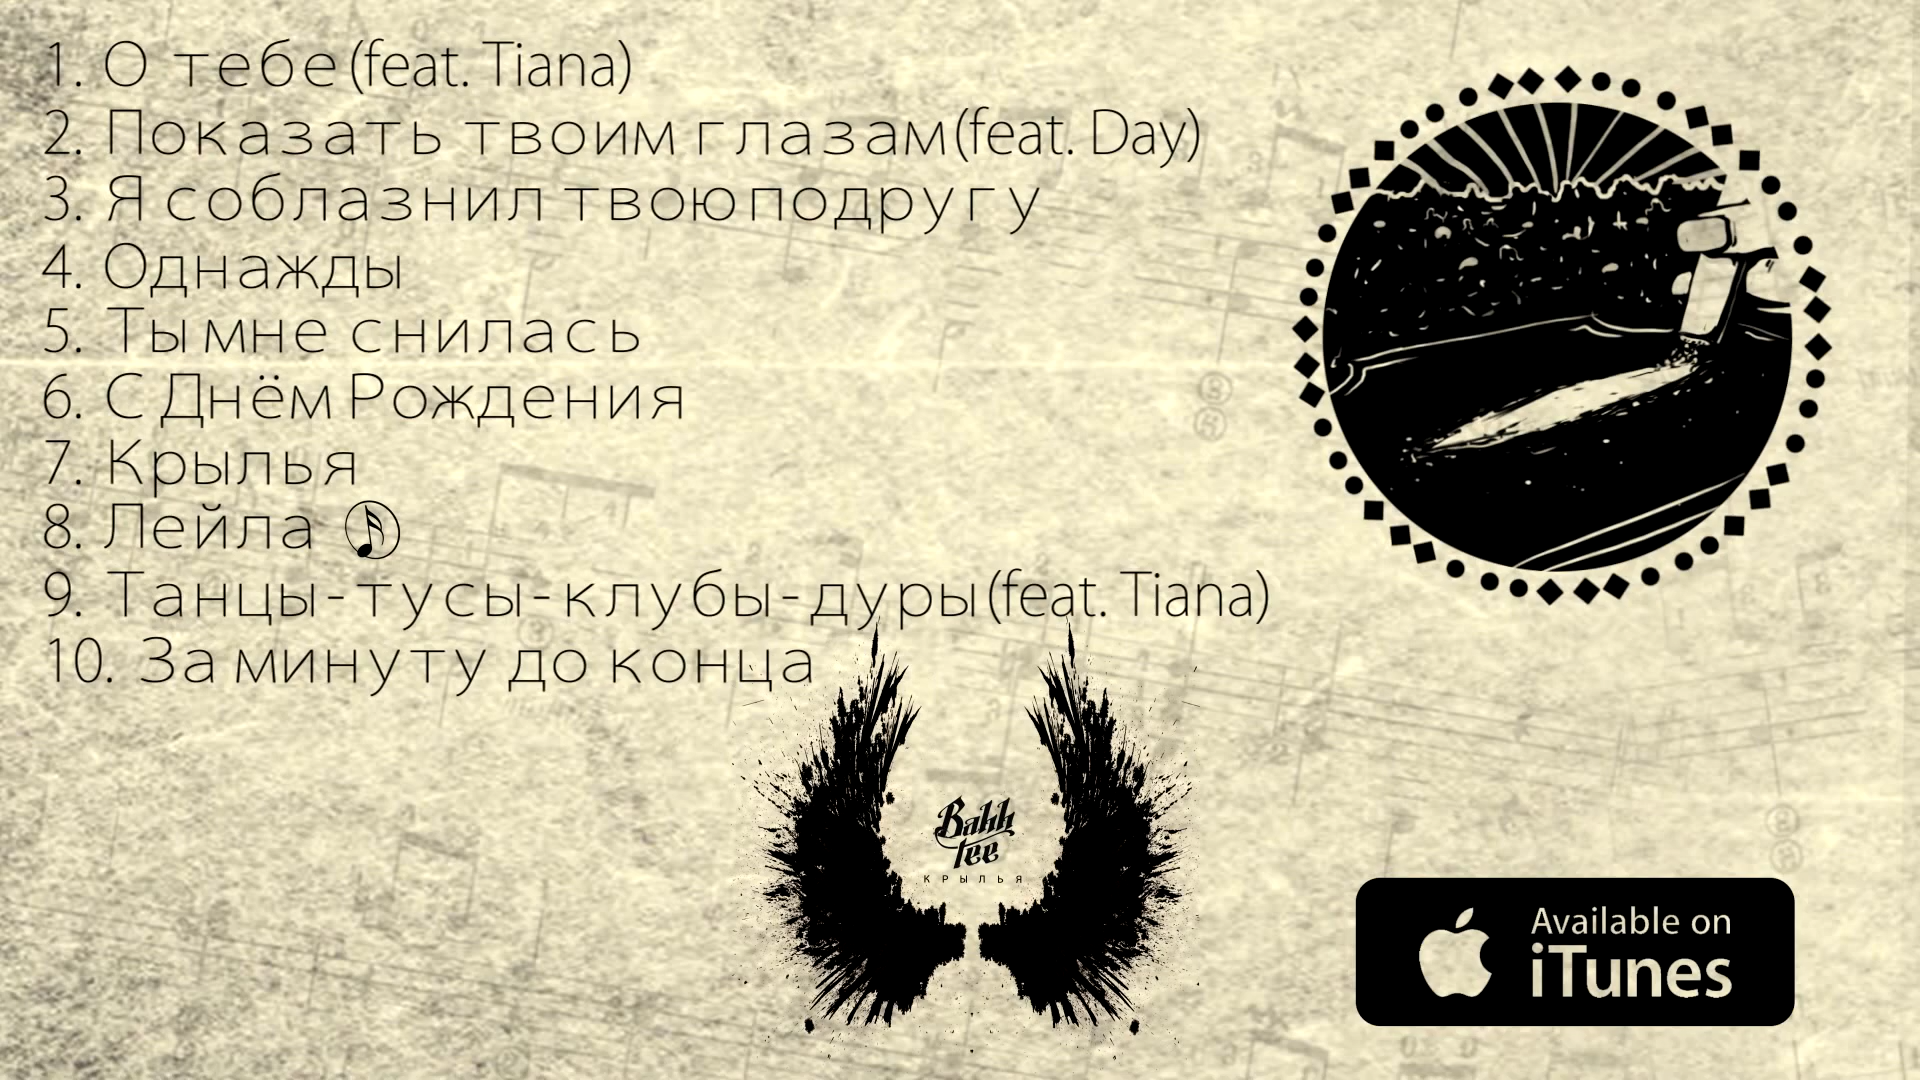 1. О тебе (feat. Tiana)
2. Показать твоим глазам (feat. Day)
3. Я соблазнил твою подругу
4. Однажды
5. Ты мне снилась
6. С Днём Рождения
7. Крылья
8. Лейла
9. Танцы-тусы-клубы-дуры (feat. Tiana)
10. За минуту до конца
Bahh
Tee
КРЫЛЬЯ
Available on
iTunes